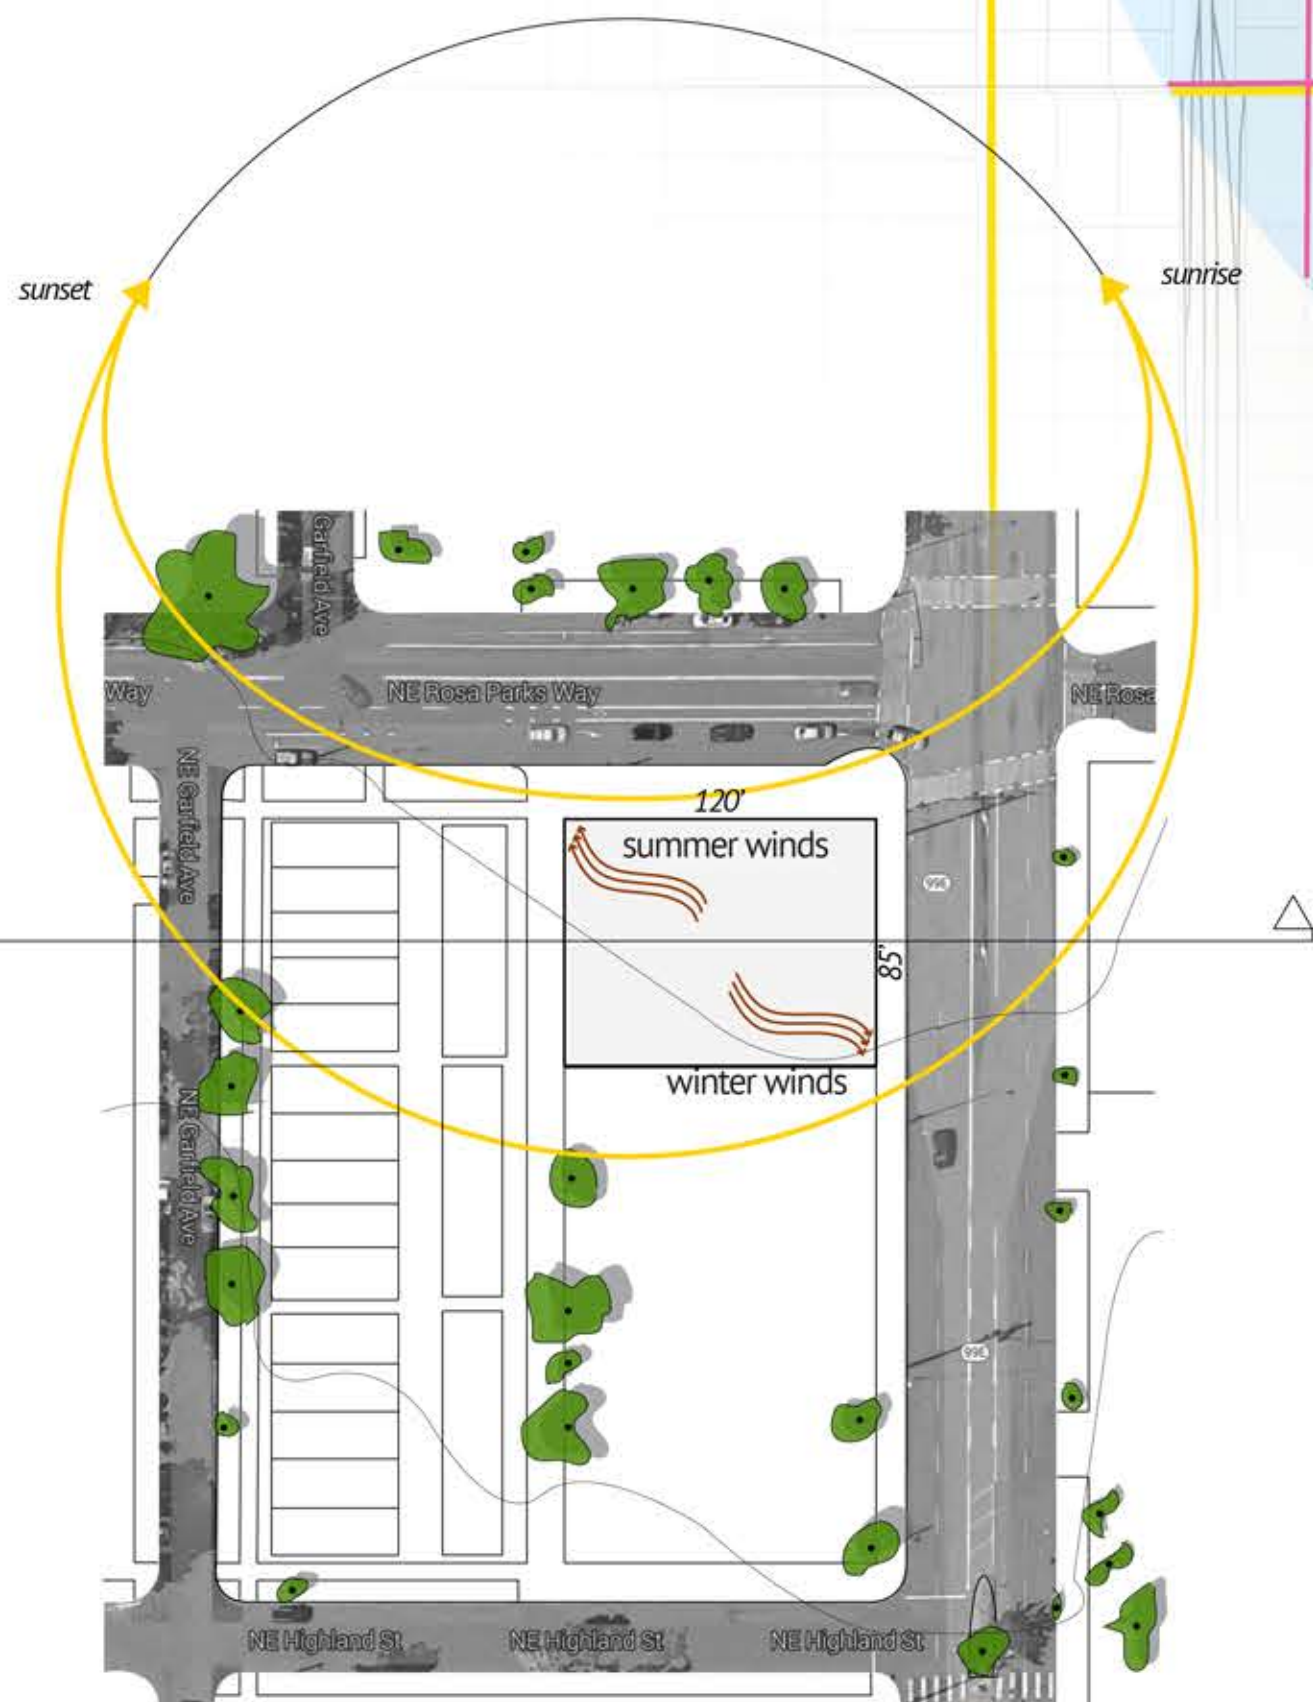 sunset
sunrise
Garfield Ave
Way
NE Rosa Parks Way
NE Rosa
NE Garfield Ave
120'
summer winds
99E
85'
winter winds
NE Garfield Ave
99E
NE Highland St
NE Highland St
NE Highland St